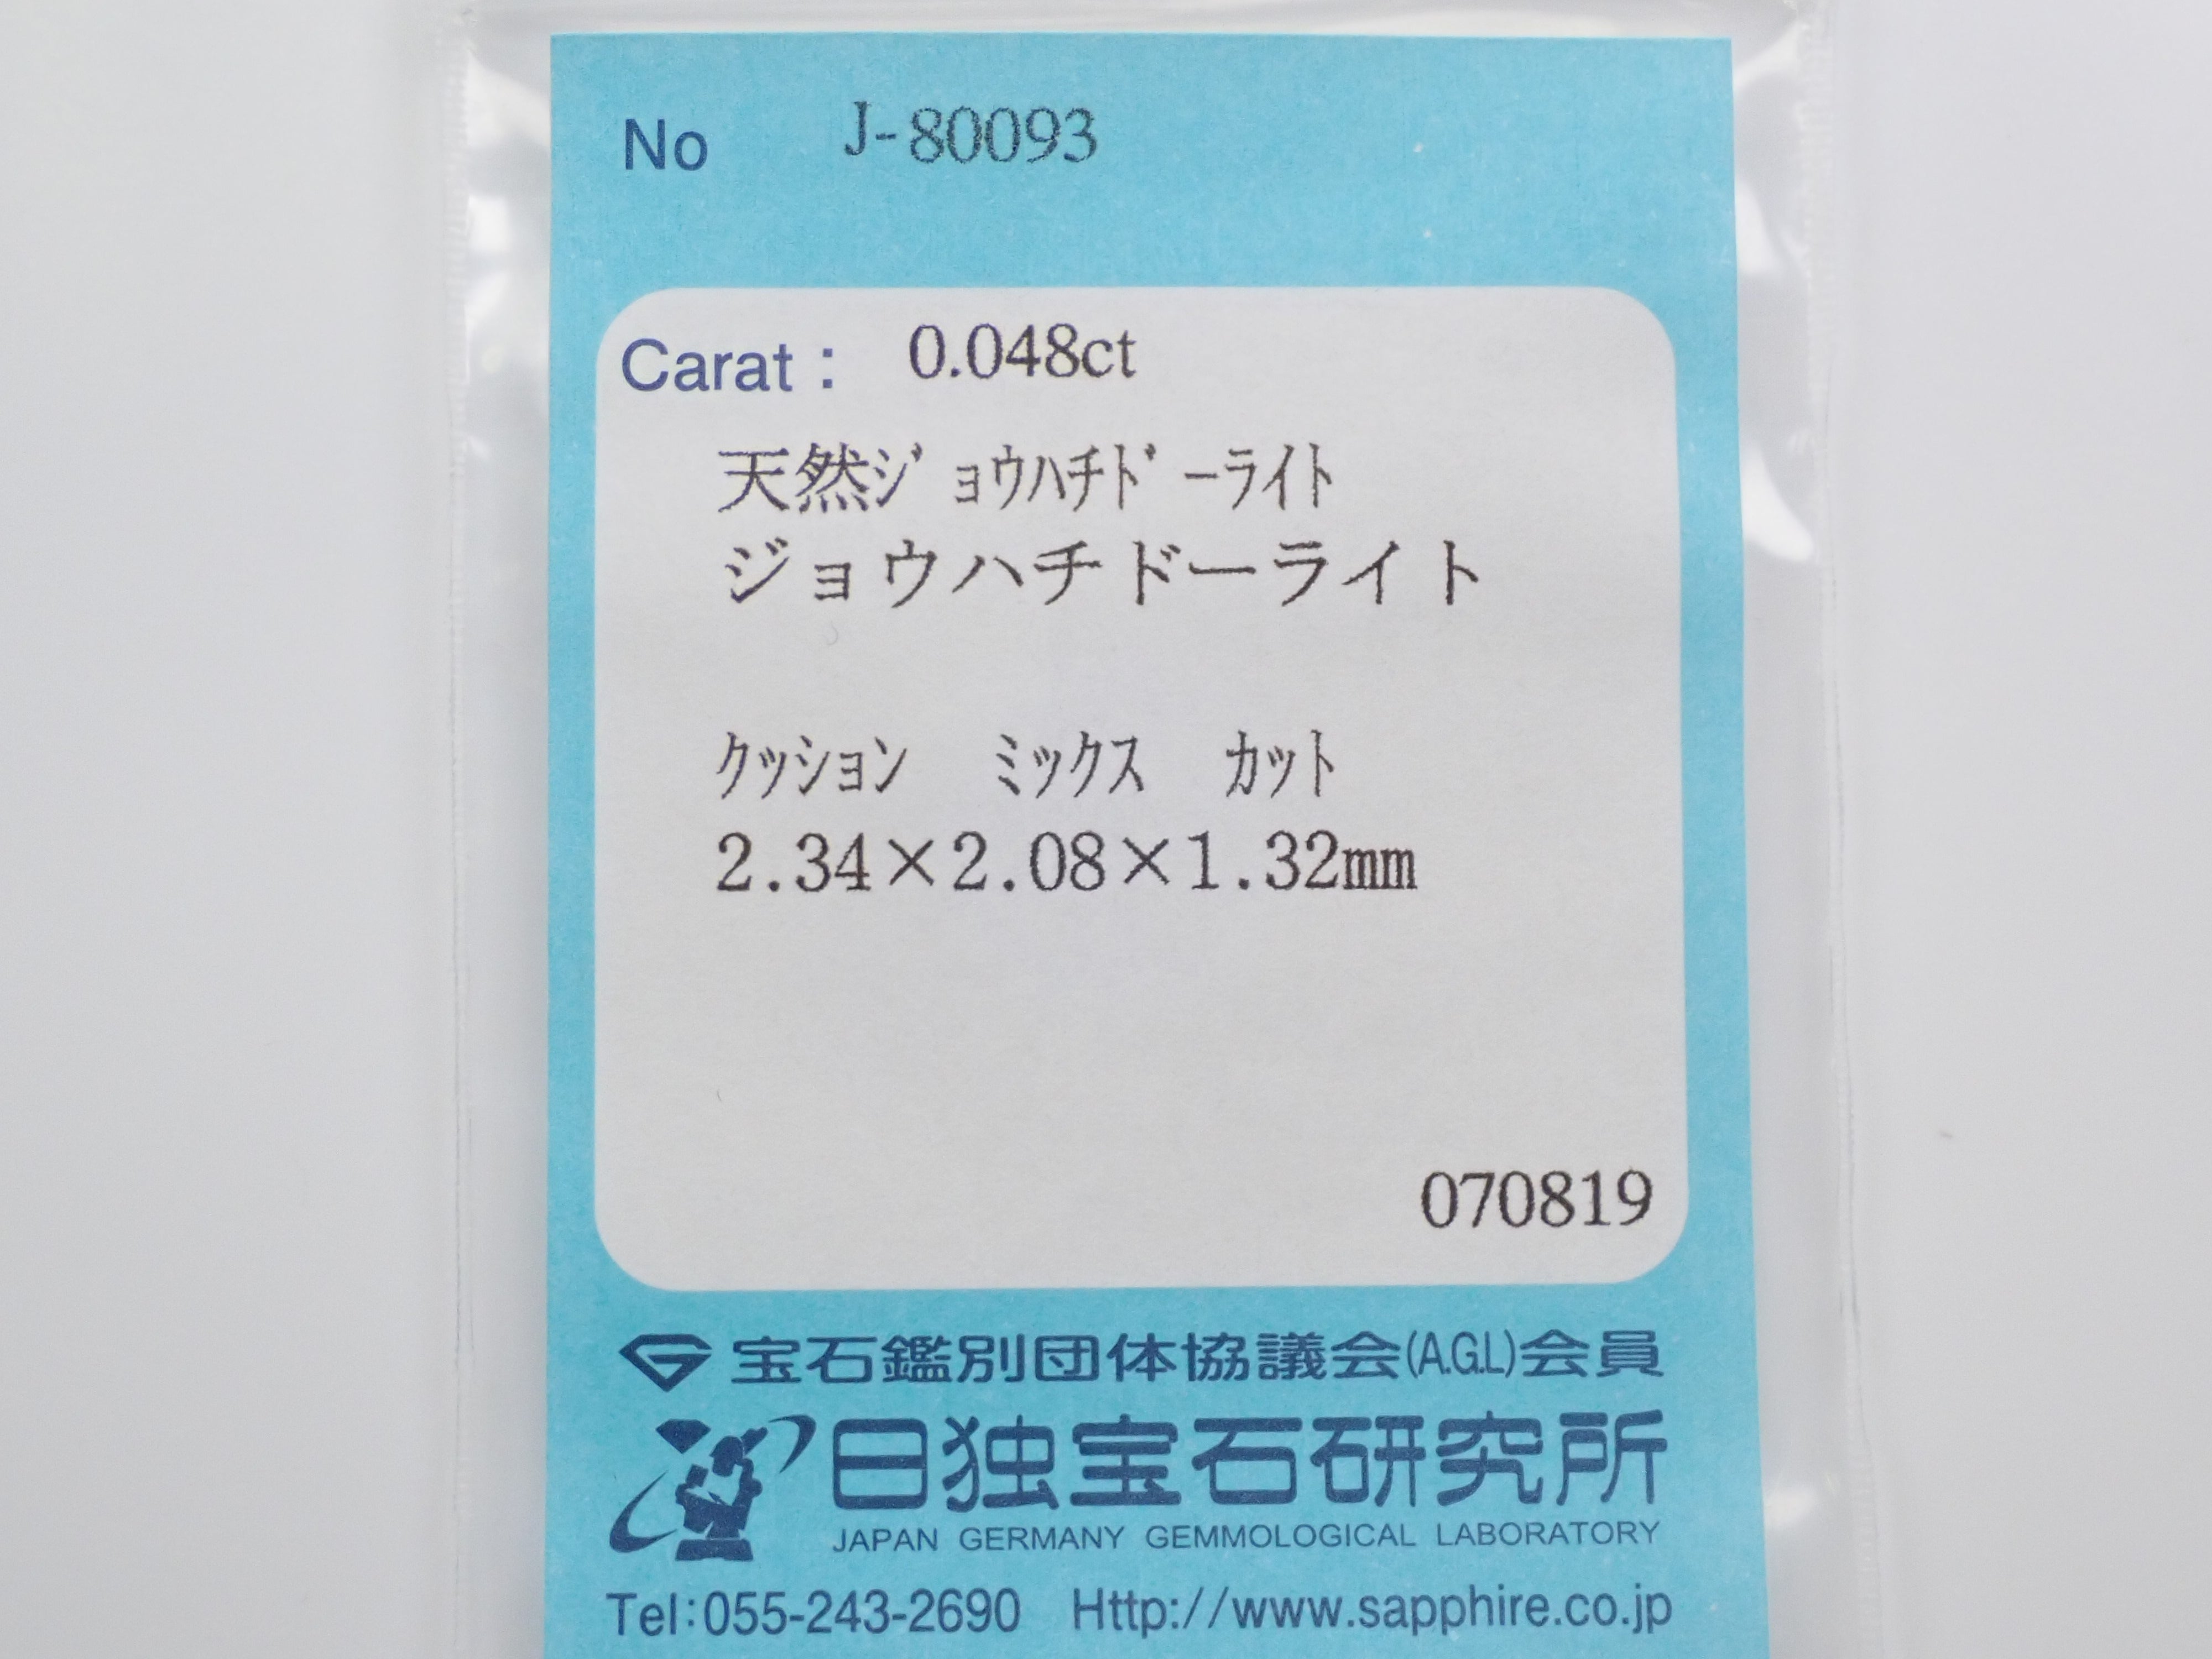 No J-80093
Carat： 0.048ct
天然ｼﾞｮｳﾊﾁﾄﾞｰﾗｲﾄ
ジョウハチドーライト
ｸｯｼｮﾝ ﾐｯｸｽ ｶｯﾄ
2.34×2.08×1.32mm
070819
宝石鑑別団体協議会(A.G.L)会員
日独宝石研究所
JAPAN GERMANY GEMMOLOGICAL LABORATORY
Tel:055-243-2690 Http://www.sapphire.co.jp